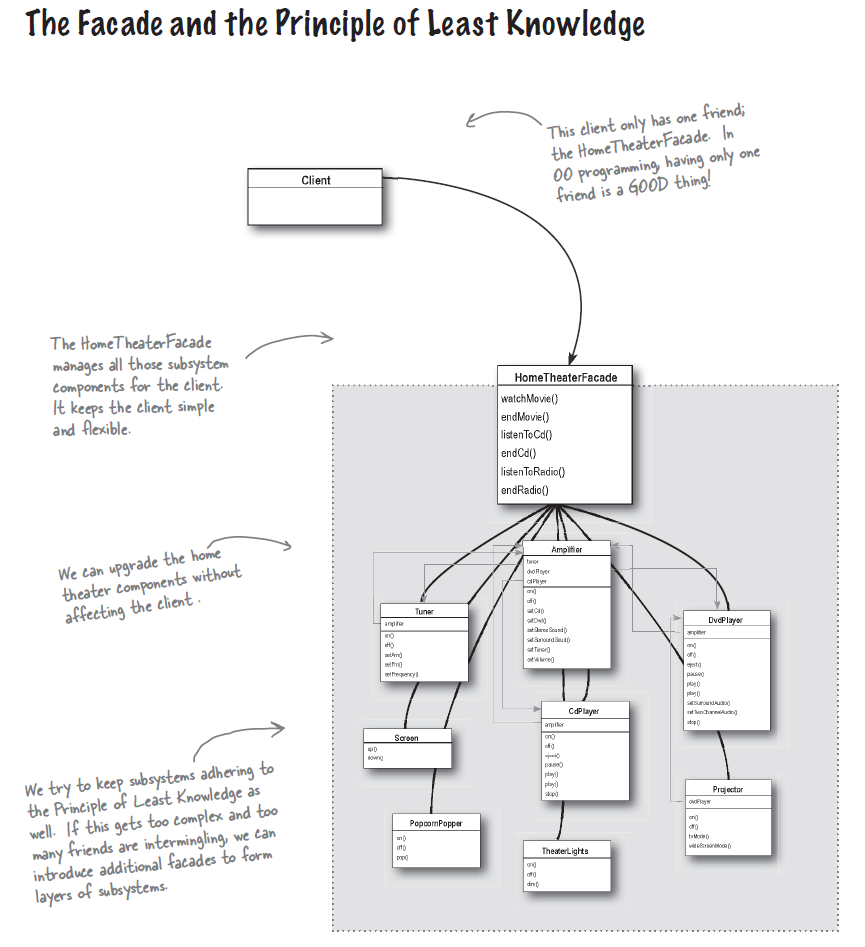 The Facade and the Principle of Least Knowledge
This client only has one friend;
the HomeTheaterFacade. In
OO programming, having only one
friend is a GOOD thing!
Client
The HomeTheaterFacade
manages all those subsystem
components for the client.
It keeps the client simple
and flexible.
HomeTheaterFacade
watchMovie()
endMovie()
listenToCd()
endCd()
listenToRadio()
endRadio()
We can upgrade the home
theater components without
affecting the client.
Amplifier
tuner
dvdPlayer
cdPlayer
on()
off()
setCd()
setDvd()
setStereoSound()
setSurroundSound()
setTuner()
setVolume()
Tuner
amplifier
on()
off()
setAm()
setFm()
setFrequency()
DvdPlayer
amplifier
on()
off()
eject()
pause()
play()
play()
setSurroundAudio()
setTwoChannelAudio()
stop()
Screen
up()
down()
CdPlayer
amplifier
on()
off()
eject()
pause()
play()
play()
stop()
We try to keep subsystems adhering to
the Principle of Least Knowledge as
well. If this gets too complex and too
many friends are intermingling, we can
introduce additional facades to form
layers of subsystems.
PopcornPopper
on()
off()
pop()
Projector
dvdPlayer
on()
off()
tvMode()
wideScreenMode()
TheaterLights
on()
off()
dim()